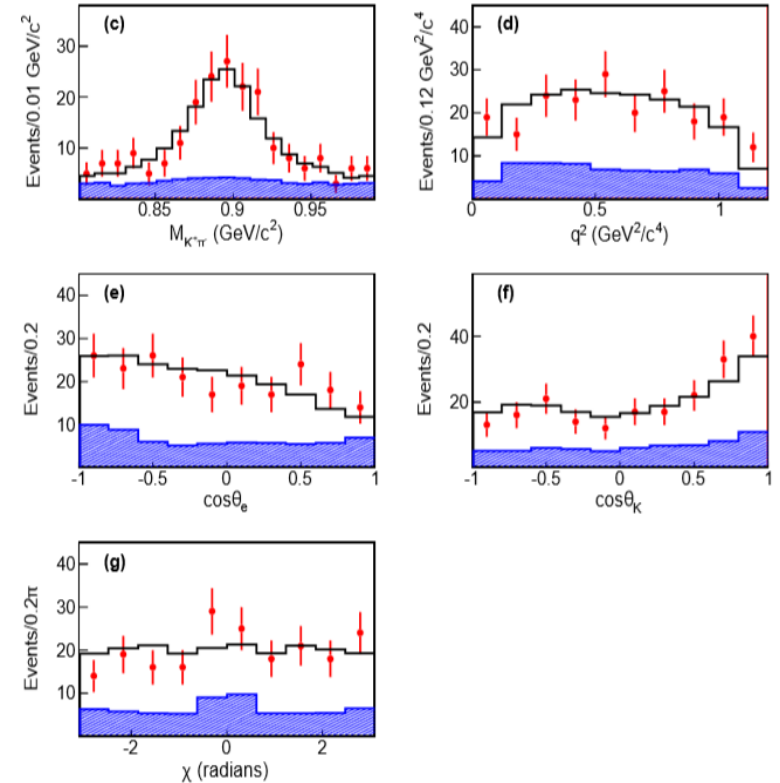 (c)
Events/0.01 GeV/c²
30
20
10
0.85 0.9 0.95
M_K⁺π⁻ (GeV/c²)
(d)
Events/0.12 GeV²/c⁴
40
30
20
10
0 0.5 1
q² (GeV²/c⁴)
(e)
Events/0.2
40
30
20
10
-1 -0.5 0 0.5 1
cosθₑ
(f)
Events/0.2
40
20
-1 -0.5 0 0.5 1
cosθ_K
(g)
Events/0.2π
40
30
20
10
-2 0 2
χ (radians)